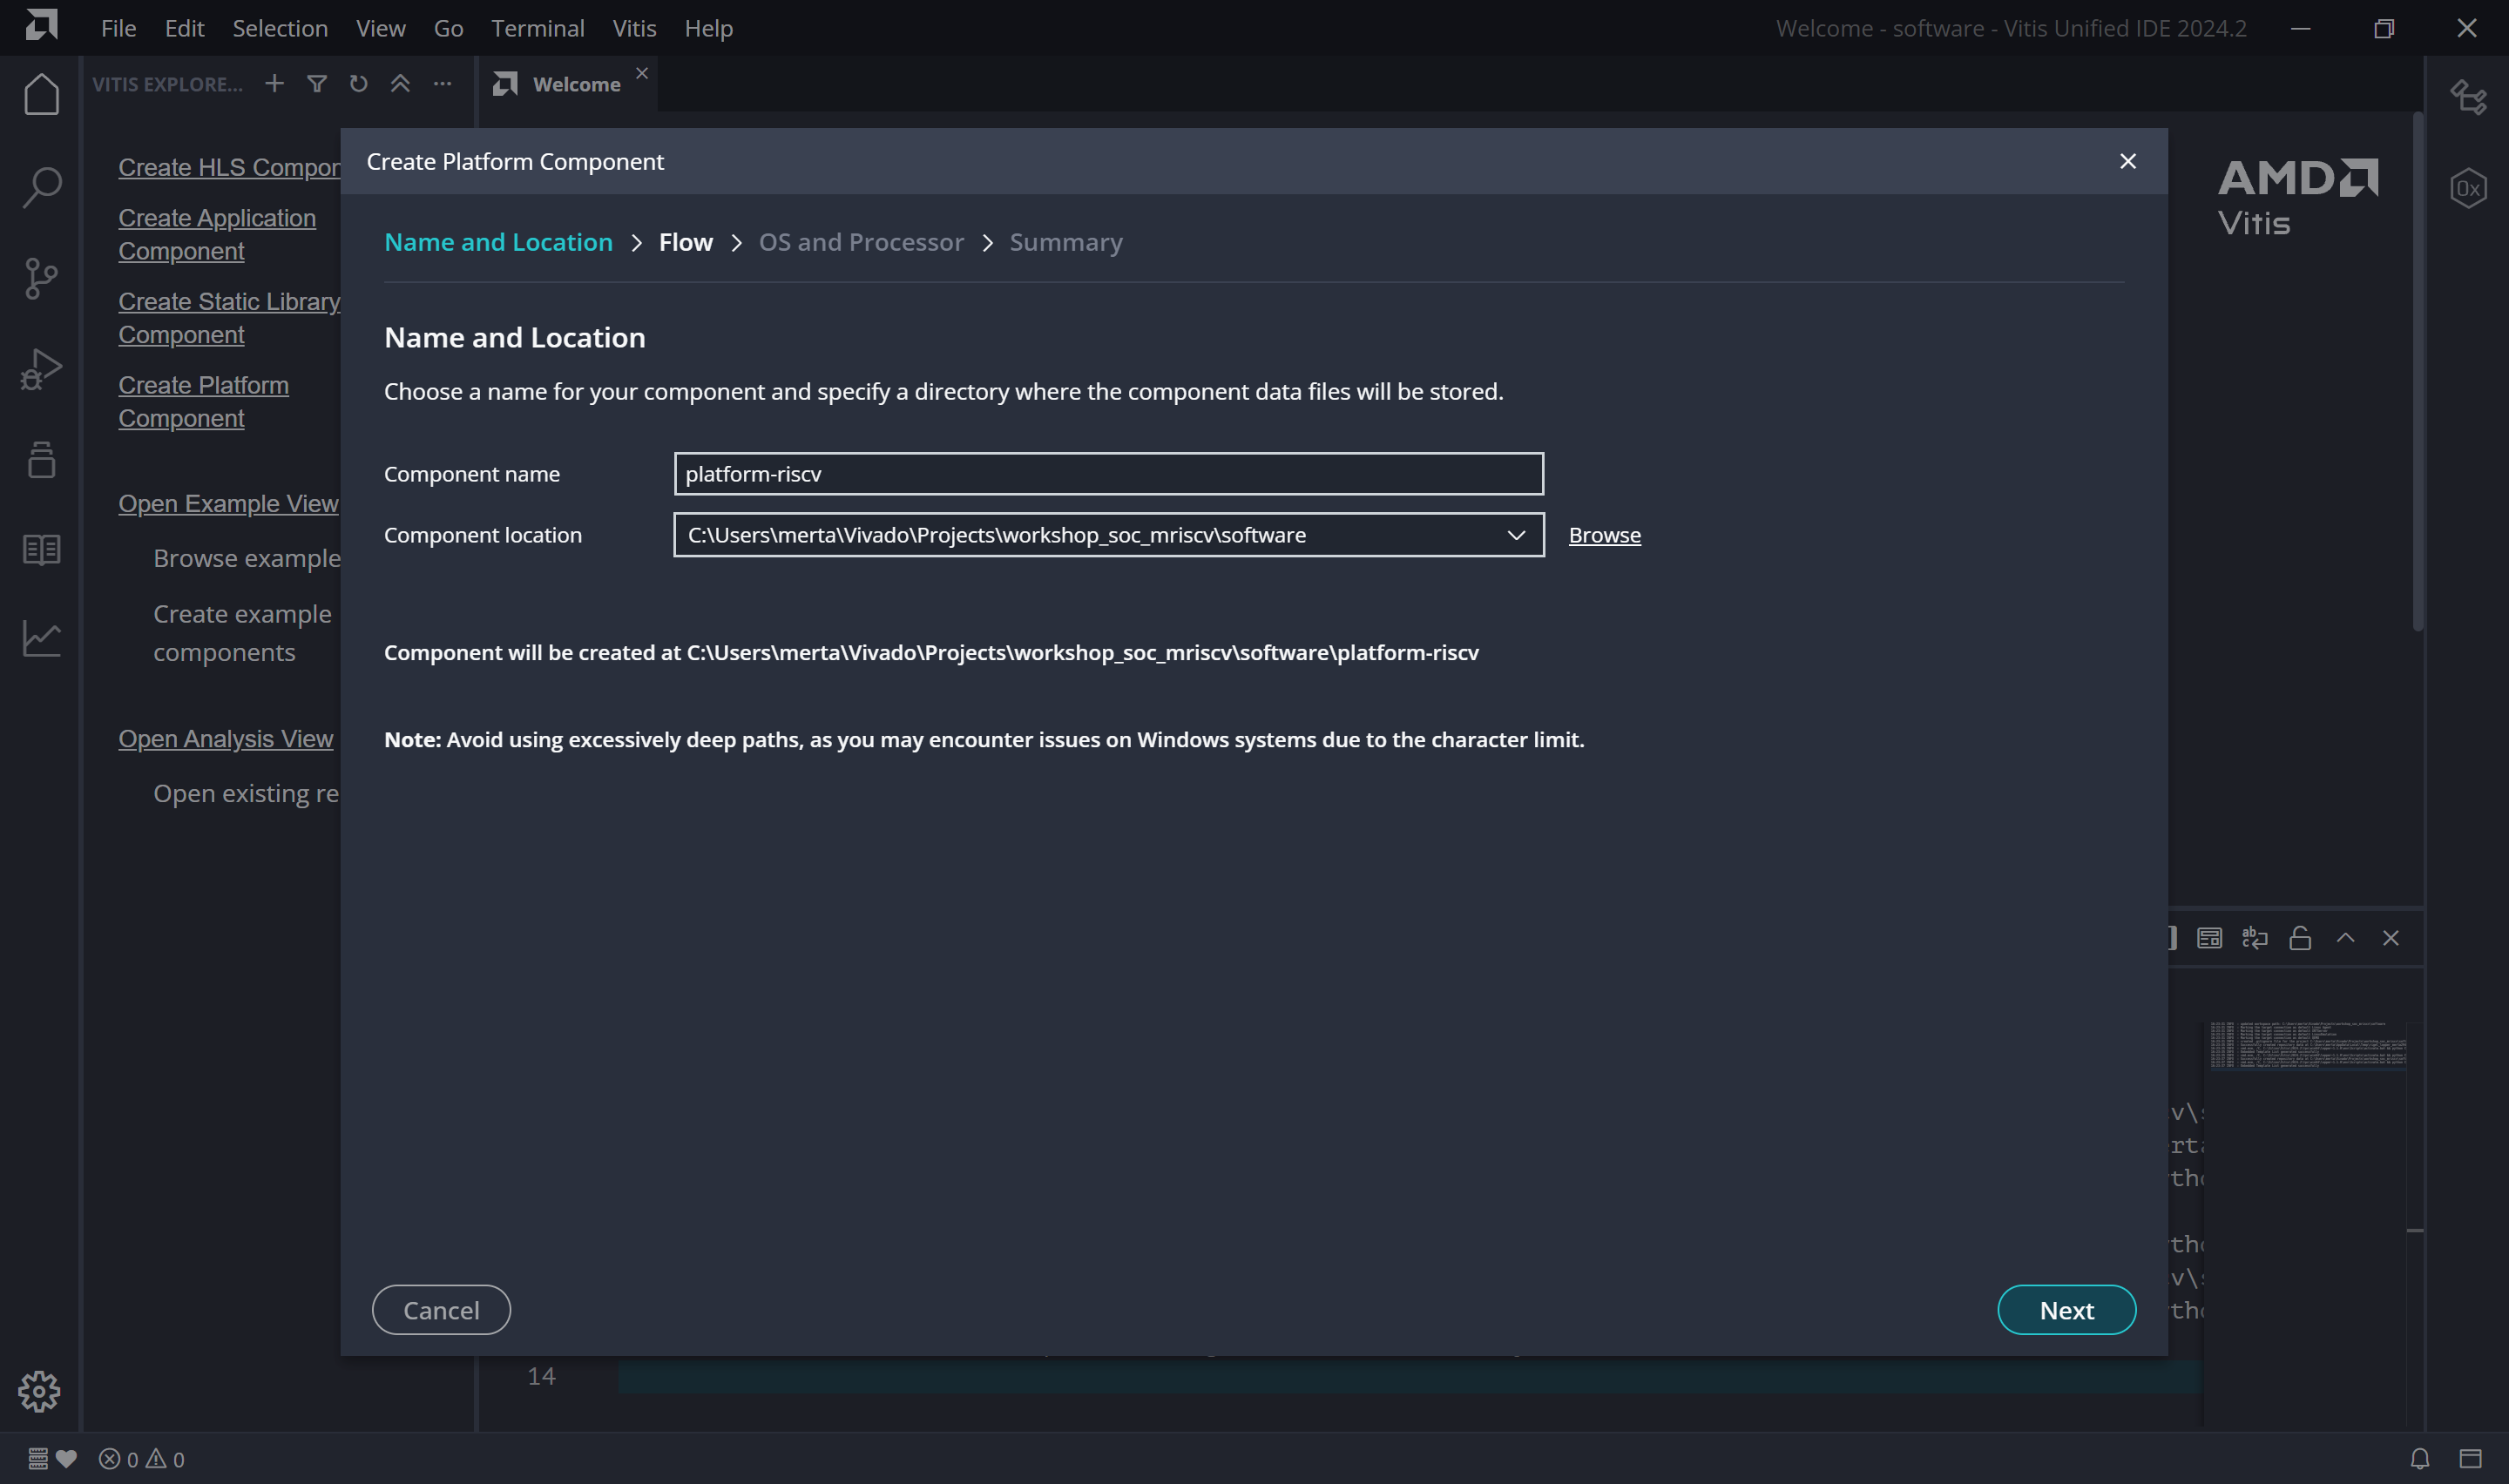 File Edit Selection View Go Terminal Vitis Help
Welcome - software - Vitis Unified IDE 2024.2
VITIS EXPLORE...
Welcome
Create HLS Compon
Create Application
Component
Create Static Library
Component
Create Platform
Component
Open Example View
Browse example
Create example
components
Open Analysis View
Open existing re
AMD
Vitis
0x
Create Platform Component
Name and Location > Flow > OS and Processor > Summary
Name and Location
Choose a name for your component and specify a directory where the component data files will be stored.
Component name platform-riscv
Component location C:\Users\merta\Vivado\Projects\workshop_soc_mriscv\software Browse
Component will be created at C:\Users\merta\Vivado\Projects\workshop_soc_mriscv\software\platform-riscv
Note: Avoid using excessively deep paths, as you may encounter issues on Windows systems due to the character limit.
Cancel Next
14
0 0